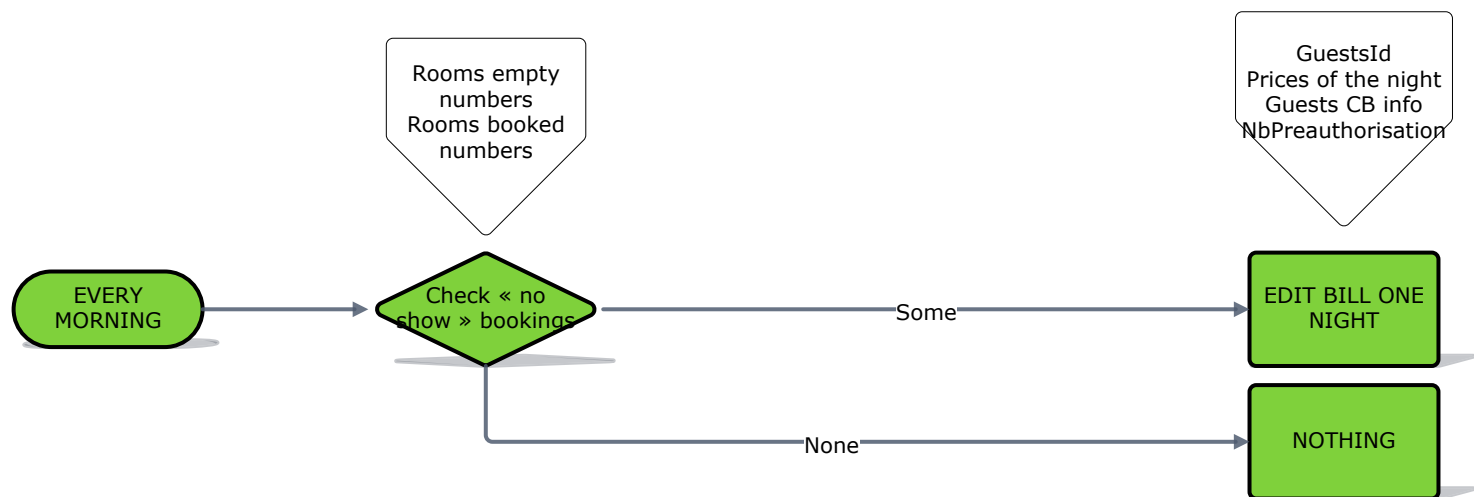 Rooms empty
numbers
Rooms booked
numbers
GuestsId
Prices of the night
Guests CB info
NbPreauthorisation
EVERY
MORNING
Check « no
show » bookings
Some
EDIT BILL ONE
NIGHT
None
NOTHING